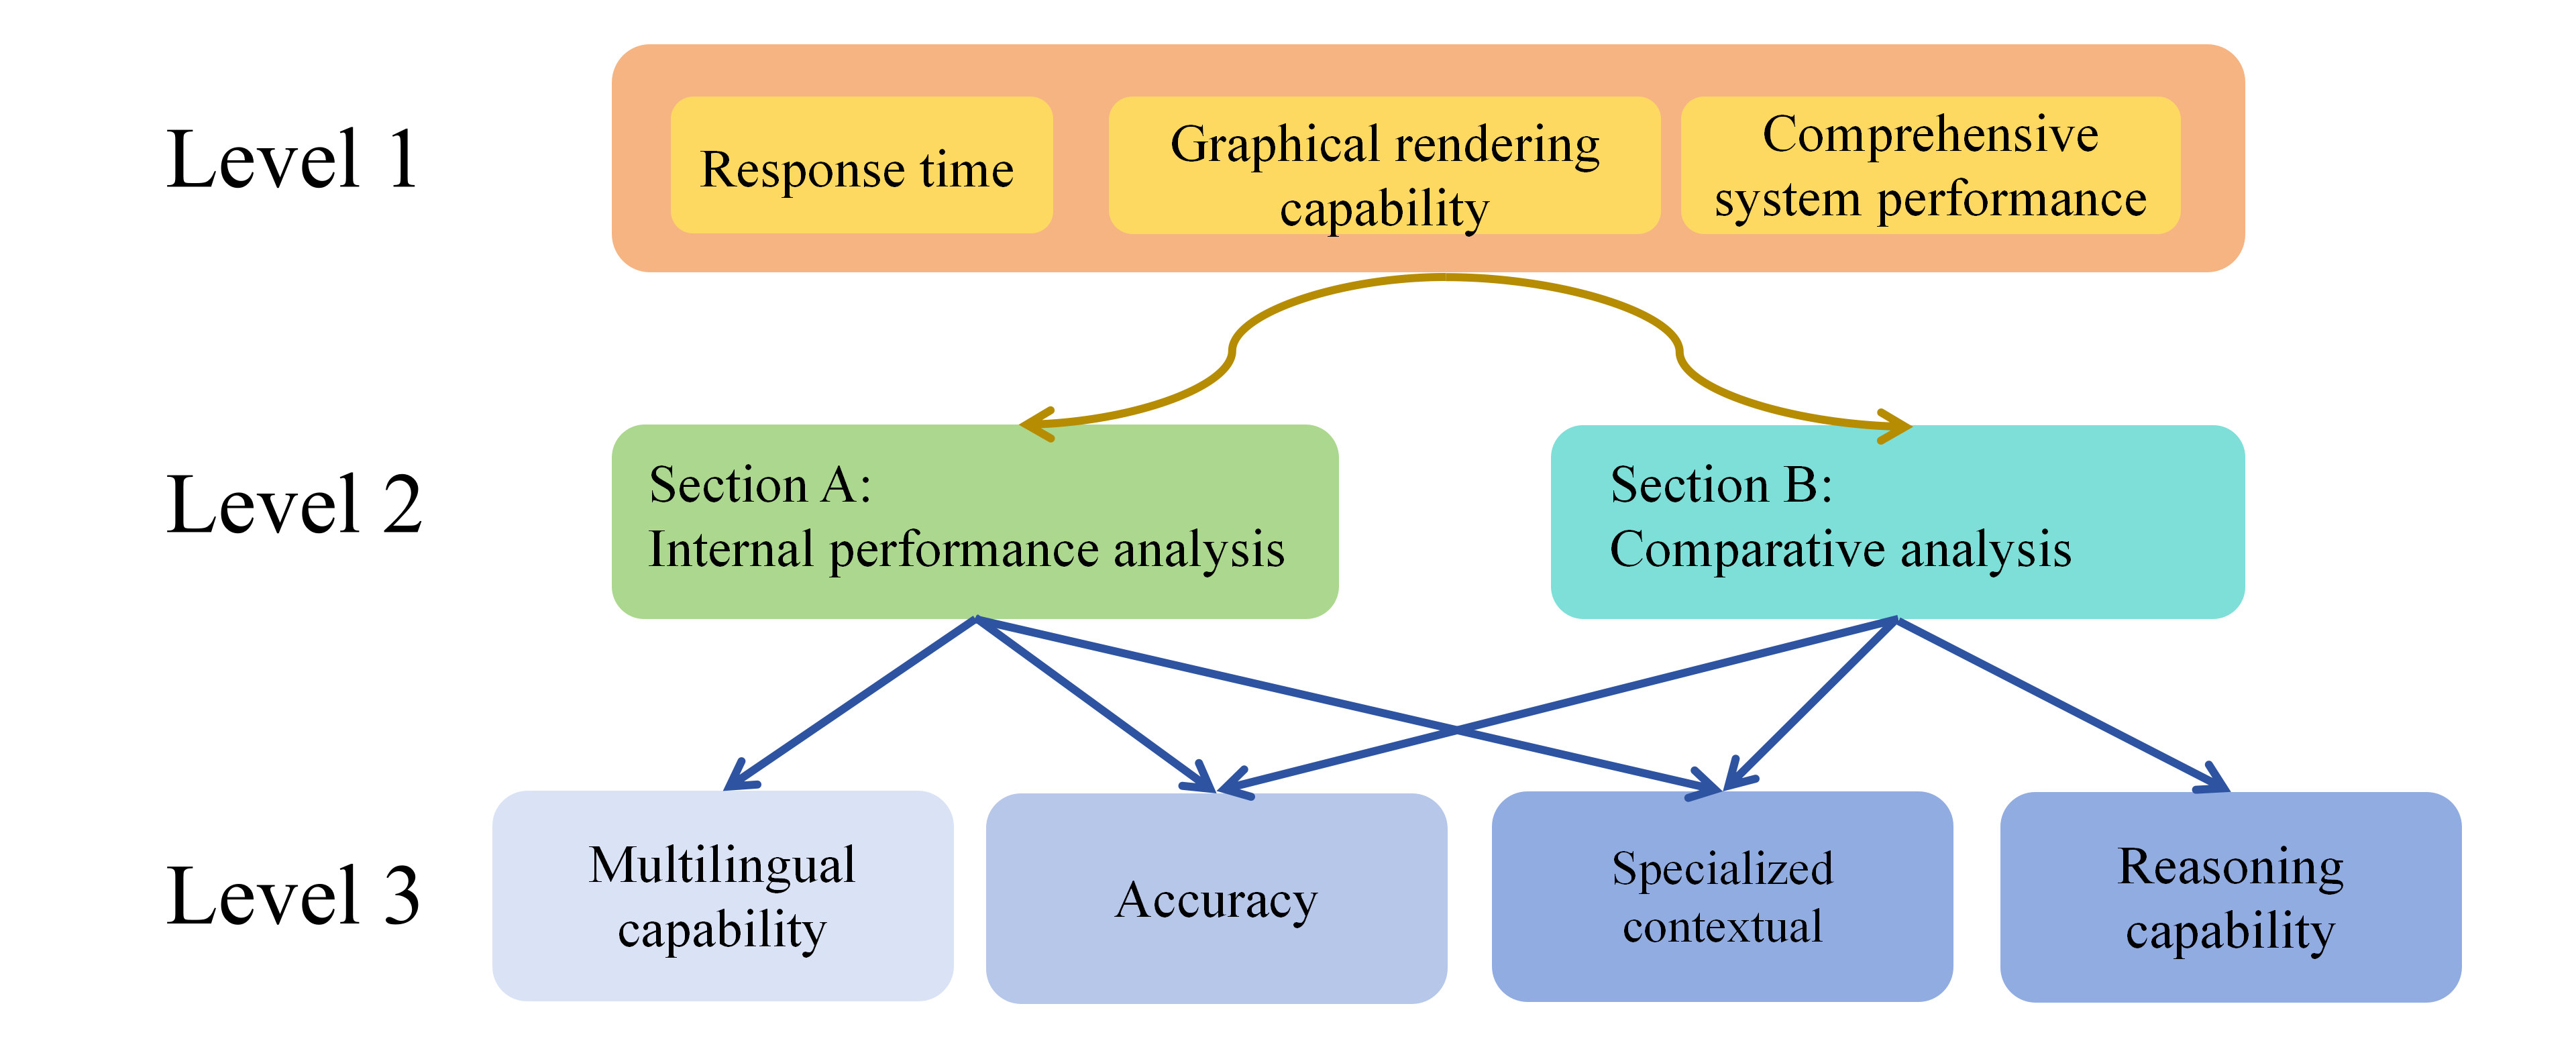 Level 1
Response time
Graphical rendering
capability
Comprehensive
system performance
Level 2
Section A:
Internal performance analysis
Section B:
Comparative analysis
Level 3
Multilingual
capability
Accuracy
Specialized
contextual
Reasoning
capability